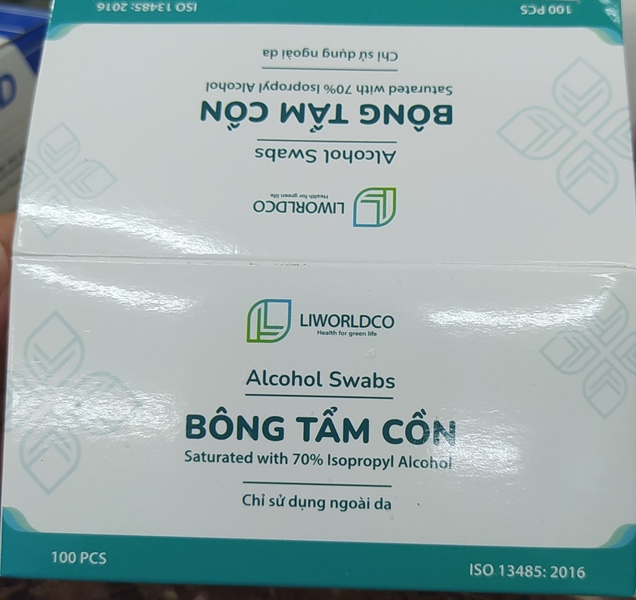 ISO 13485: 2016
100 PCS
Chỉ sử dụng ngoài da
Saturated with 70% Isopropyl Alcohol
BÔNG TẨM CỒN
Alcohol Swabs
LIWORLDCO
Health for green life
LIWORLDCO
Health for green life
Alcohol Swabs
BÔNG TẨM CỒN
Saturated with 70% Isopropyl Alcohol
Chỉ sử dụng ngoài da
100 PCS
ISO 13485: 2016